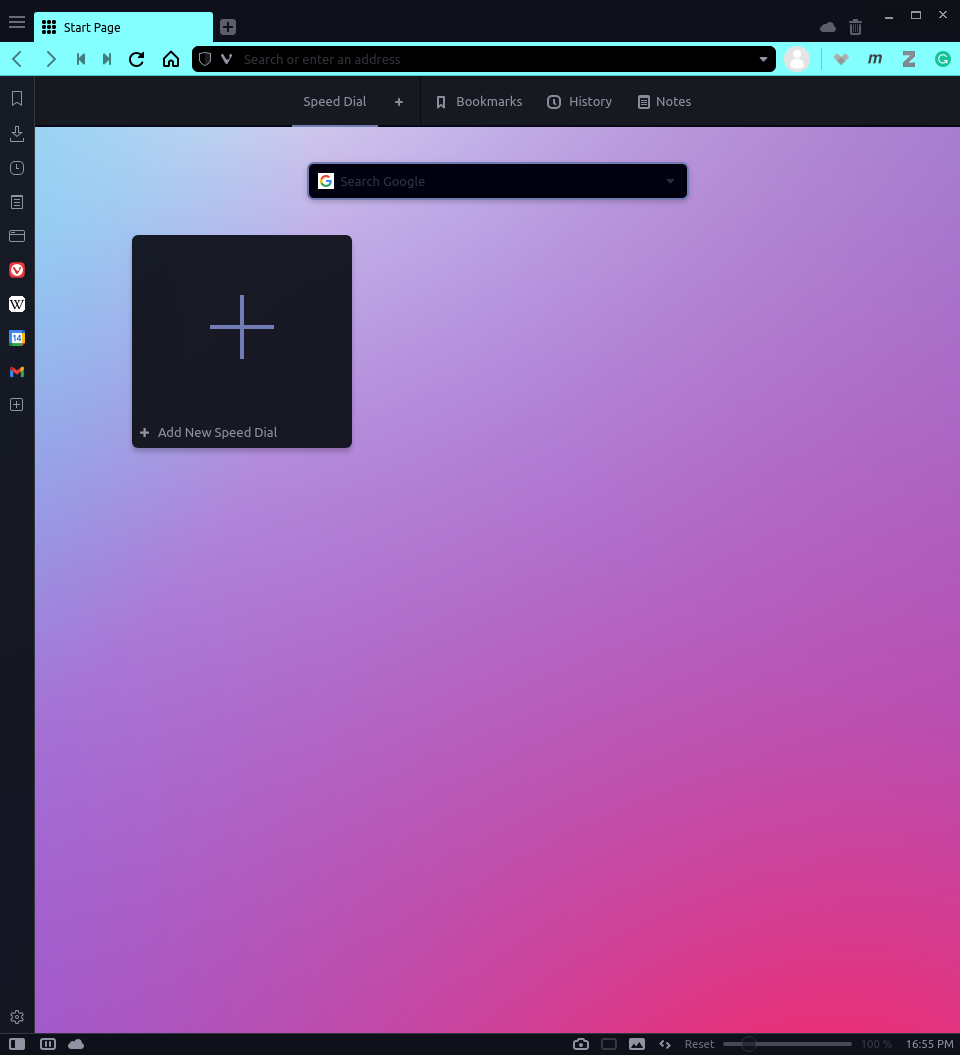 Start Page
Search or enter an address
Speed Dial
Bookmarks
History
Notes
Search Google
W
14
Add New Speed Dial
m
Z
Reset
100 %
16:55 PM